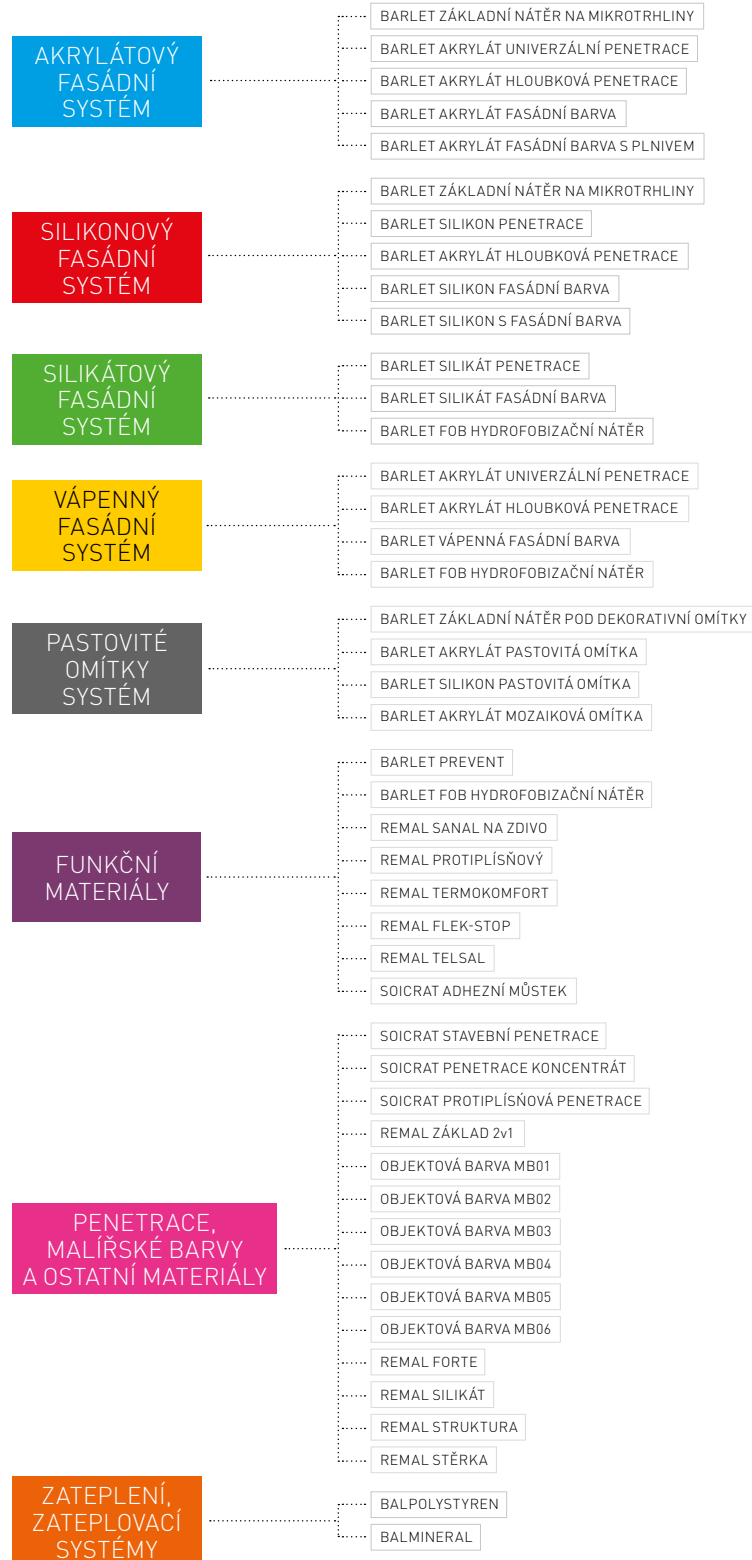 AKRYLÁTOVÝ
FASÁDNÍ
SYSTÉM
BARLET ZÁKLADNÍ NÁTĚR NA MIKROTRHLINY
BARLET AKRYLÁT UNIVERZÁLNÍ PENETRACE
BARLET AKRYLÁT HLOUBKOVÁ PENETRACE
BARLET AKRYLÁT FASÁDNÍ BARVA
BARLET AKRYLÁT FASÁDNÍ BARVA S PLNIVEM
SILIKONOVÝ
FASÁDNÍ
SYSTÉM
BARLET ZÁKLADNÍ NÁTĚR NA MIKROTRHLINY
BARLET SILIKON PENETRACE
BARLET AKRYLÁT HLOUBKOVÁ PENETRACE
BARLET SILIKON FASÁDNÍ BARVA
BARLET SILIKON S FASÁDNÍ BARVA
SILIKÁTOVÝ
FASÁDNÍ
SYSTÉM
BARLET SILIKÁT PENETRACE
BARLET SILIKÁT FASÁDNÍ BARVA
BARLET FOB HYDROFOBIZAČNÍ NÁTĚR
VÁPENNÝ
FASÁDNÍ
SYSTÉM
BARLET AKRYLÁT UNIVERZÁLNÍ PENETRACE
BARLET AKRYLÁT HLOUBKOVÁ PENETRACE
BARLET VÁPENNÁ FASÁDNÍ BARVA
BARLET FOB HYDROFOBIZAČNÍ NÁTĚR
PASTOVITÉ
OMÍTKY
SYSTÉM
BARLET ZÁKLADNÍ NÁTĚR POD DEKORATIVNÍ OMÍTKY
BARLET AKRYLÁT PASTOVITÁ OMÍTKA
BARLET SILIKON PASTOVITÁ OMÍTKA
BARLET AKRYLÁT MOZAIKOVÁ OMÍTKA
FUNKČNÍ
MATERIÁLY
BARLET PREVENT
BARLET FOB HYDROFOBIZAČNÍ NÁTĚR
REMAL SANAL NA ZDIVO
REMAL PROTIPLÍSŇOVÝ
REMAL TERMOKOMFORT
REMAL FLEK-STOP
REMAL TELSAL
SOICRAT ADHEZNÍ MŮSTEK
PENETRACE,
MALÍŘSKÉ BARVY
A OSTATNÍ MATERIÁLY
SOICRAT STAVEBNÍ PENETRACE
SOICRAT PENETRACE KONCENTRÁT
SOICRAT PROTIPLÍSŃOVÁ PENETRACE
REMAL ZÁKLAD 2v1
OBJEKTOVÁ BARVA MB01
OBJEKTOVÁ BARVA MB02
OBJEKTOVÁ BARVA MB03
OBJEKTOVÁ BARVA MB04
OBJEKTOVÁ BARVA MB05
OBJEKTOVÁ BARVA MB06
REMAL FORTE
REMAL SILIKÁT
REMAL STRUKTURA
REMAL STĚRKA
ZATEPLENÍ,
ZATEPLOVACÍ
SYSTÉMY
BALPOLYSTYREN
BALMINERAL